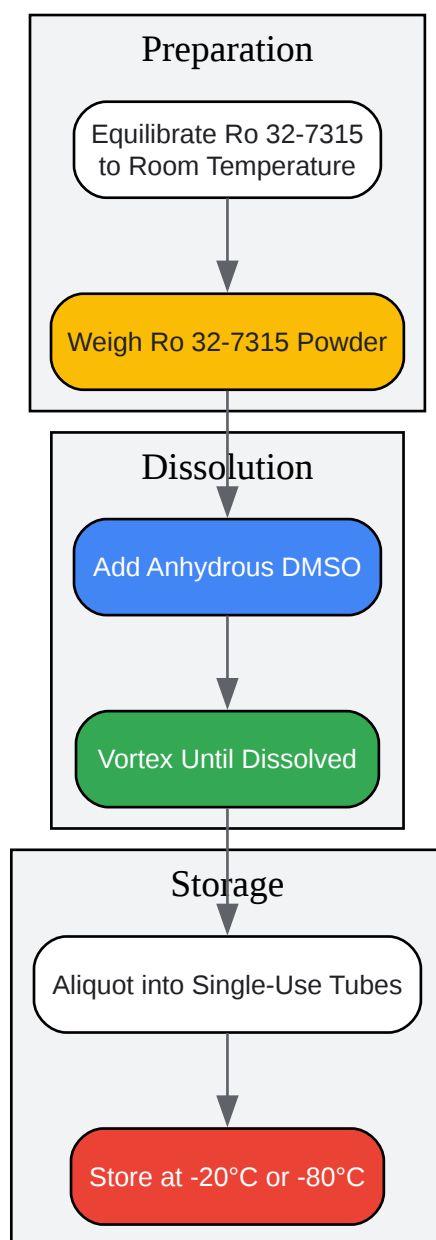 Preparation
Equilibrate Ro 32-7315
to Room Temperature
Weigh Ro 32-7315 Powder
Dissolution
Add Anhydrous DMSO
Vortex Until Dissolved
Storage
Aliquot into Single-Use Tubes
Store at -20°C or -80°C